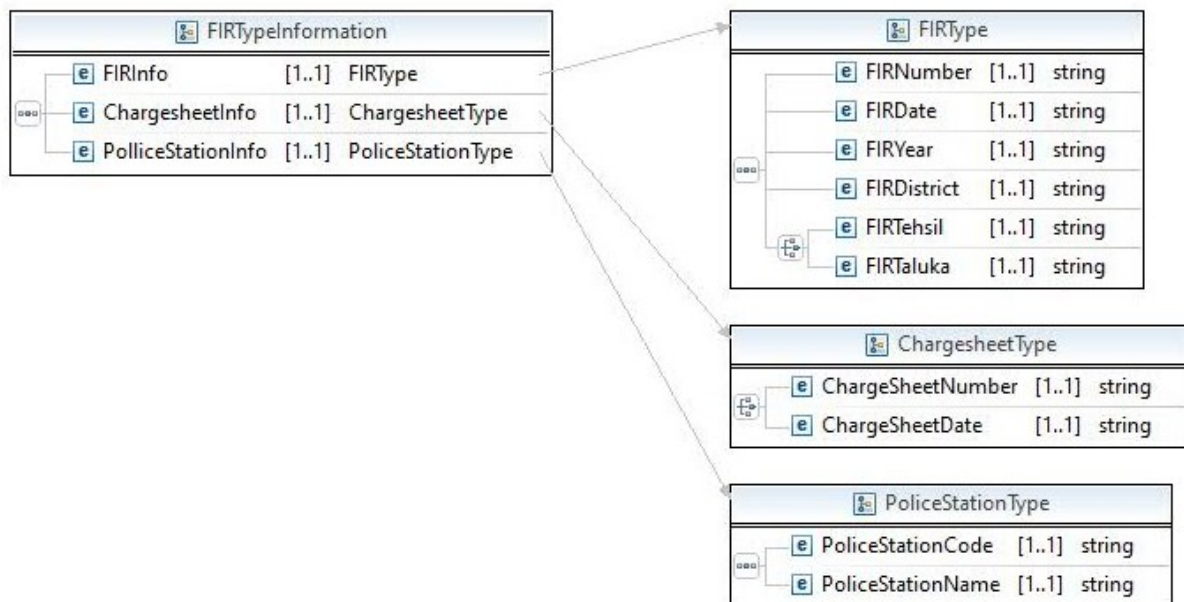 FIRTypeInformation
FIRInfo [1..1] FIRType
ChargesheetInfo [1..1] ChargesheetType
PolliceStationInfo [1..1] PoliceStationType
FIRType
FIRNumber [1..1] string
FIRDate [1..1] string
FIRYear [1..1] string
FIRDistrict [1..1] string
FIRTehsil [1..1] string
FIRTaluka [1..1] string
ChargesheetType
ChargeSheetNumber [1..1] string
ChargeSheetDate [1..1] string
PoliceStationType
PoliceStationCode [1..1] string
PoliceStationName [1..1] string